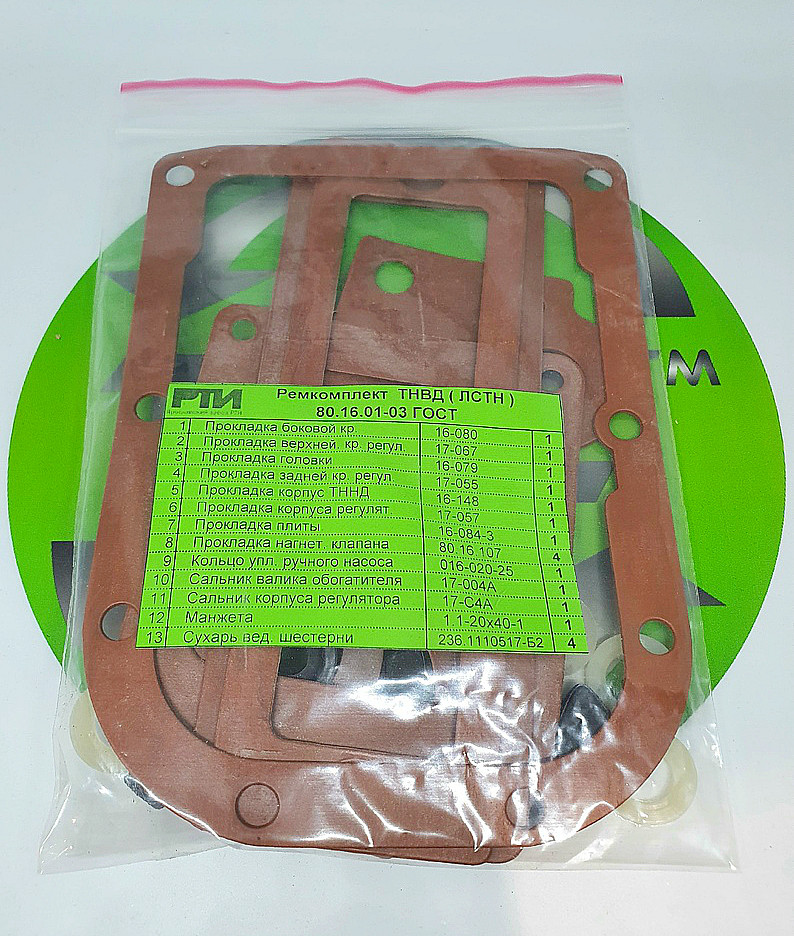 РТИ
Ремкомплект ТНВД ( ЛСТН )
80.16.01-03 ГОСТ
1 Прокладка боковой кр. 16-080 1
2 Прокладка верхней. кр. регул. 17-067 1
3 Прокладка головки 16-079 1
4 Прокладка задней кр. регул. 17-055 1
5 Прокладка корпус ТННД 16-148 1
6 Прокладка корпуса регулят. 17-057 1
7 Прокладка плиты 16-084-3 1
8 Прокладка нагнет. клапана 80.16.107 4
9 Кольцо упл. ручного насоса 016-020-25 1
10 Сальник валика обогатителя 17-004А 1
11 Сальник корпуса регулятора 17-С4А 1
12 Манжета 1.1-20х40-1 1
13 Сухарь вед. шестерни 236.1110517-Б2 4